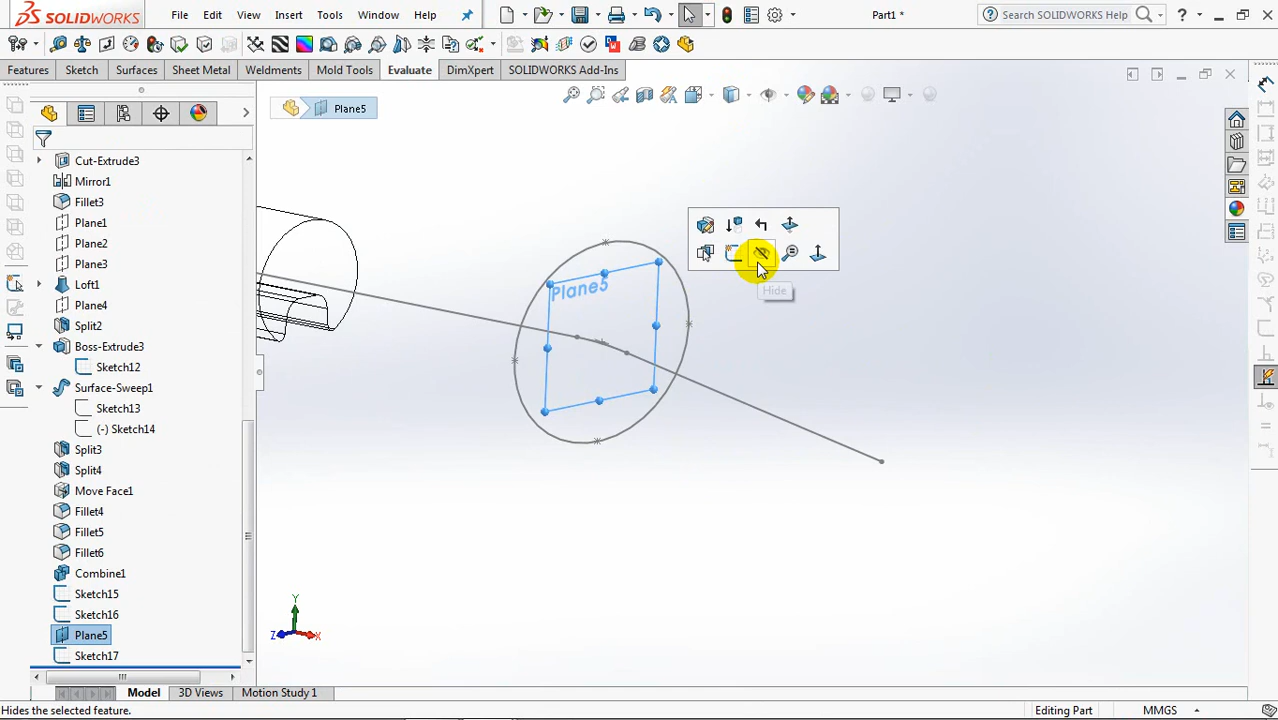 SOLIDWORKS
File Edit View Insert Tools Window Help
Part1 *
Search SOLIDWORKS Help
?
Features Sketch Surfaces Sheet Metal Weldments Mold Tools Evaluate DimXpert SOLIDWORKS Add-Ins
Plane5
Cut-Extrude3
Mirror1
Fillet3
Plane1
Plane2
Plane3
Loft1
Plane4
Split2
Boss-Extrude3
Sketch12
Surface-Sweep1
Sketch13
(-) Sketch14
Split3
Split4
Move Face1
Fillet4
Fillet5
Fillet6
Combine1
Sketch15
Sketch16
Plane5
Sketch17
Plane5
Hide
Y
Z X
Model 3D Views Motion Study 1
Hides the selected feature.
Editing Part
MMGS